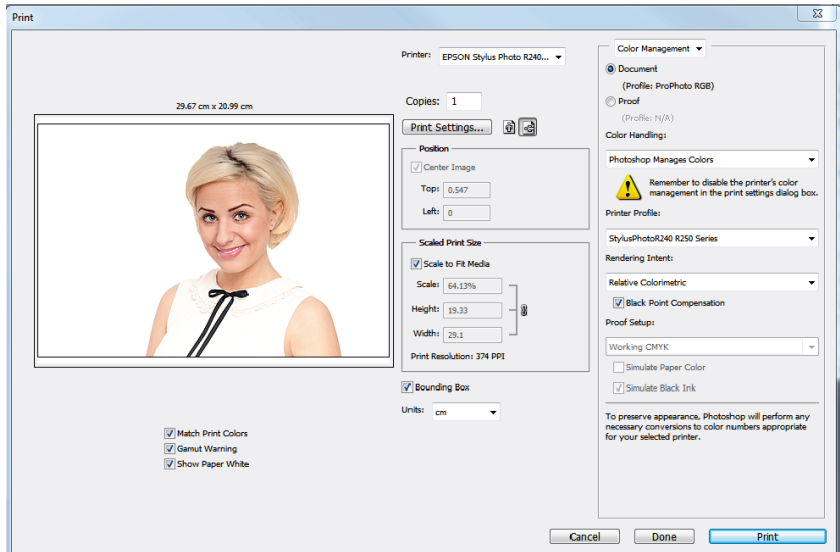 Print
29.67 cm x 20.99 cm
Match Print Colors
Gamut Warning
Show Paper White
Printer: EPSON Stylus Photo R240...
Copies: 1
Print Settings...
Position
Center Image
Top: 0.547
Left: 0
Scaled Print Size
Scale to Fit Media
Scale: 64.13%
Height: 19.33
Width: 29.1
Print Resolution: 374 PPI
Bounding Box
Units: cm
Color Management
Document
(Profile: ProPhoto RGB)
Proof
(Profile: N/A)
Color Handling:
Photoshop Manages Colors
Remember to disable the printer's color
management in the print settings dialog box.
Printer Profile:
StylusPhotoR240 R250 Series
Rendering Intent:
Relative Colorimetric
Black Point Compensation
Proof Setup:
Working CMYK
Simulate Paper Color
Simulate Black Ink
To preserve appearance, Photoshop will perform any
necessary conversions to color numbers appropriate
for your selected printer.
Cancel
Done
Print